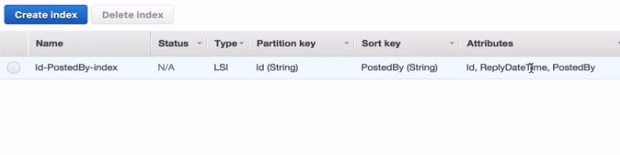 Create index Delete index
Name Status Type Partition key Sort key Attributes
Id-PostedBy-index N/A LSI Id (String) PostedBy (String) Id, ReplyDateTime, PostedBy